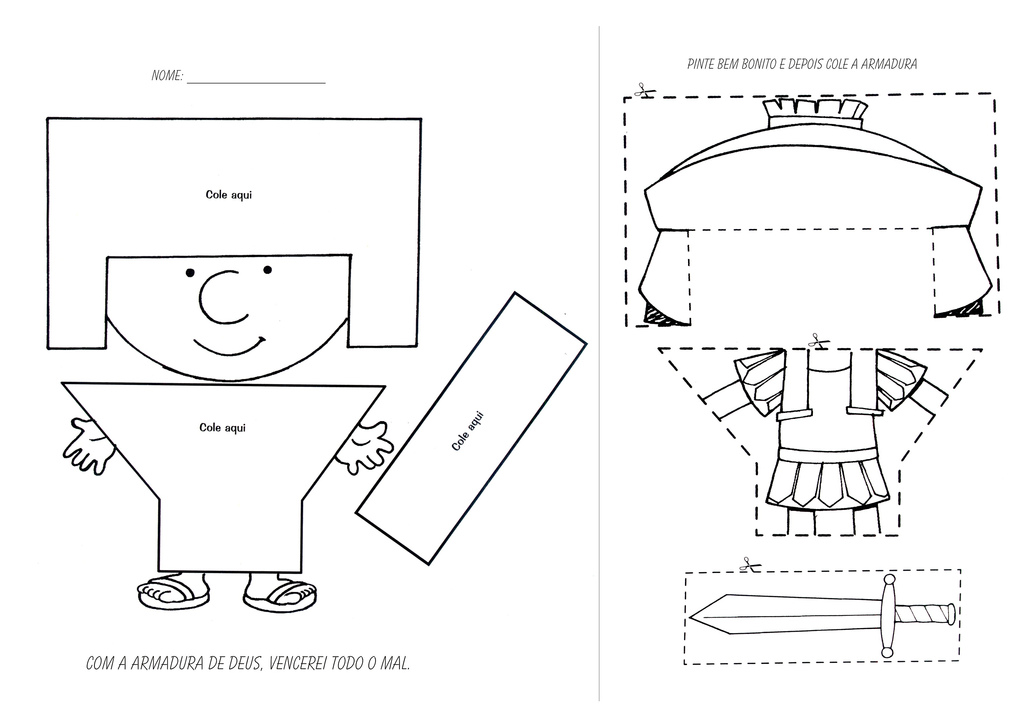 NOME: ____________________
Cole aqui
Cole aqui
Cole aqui
COM A ARMADURA DE DEUS, VENCEREI TODO O MAL.
PINTE BEM BONITO E DEPOIS COLE A ARMADURA